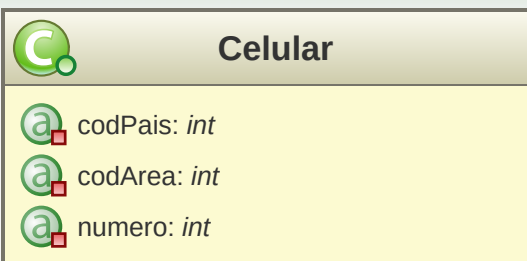 C Celular
a codPais: int
a codArea: int
a numero: int